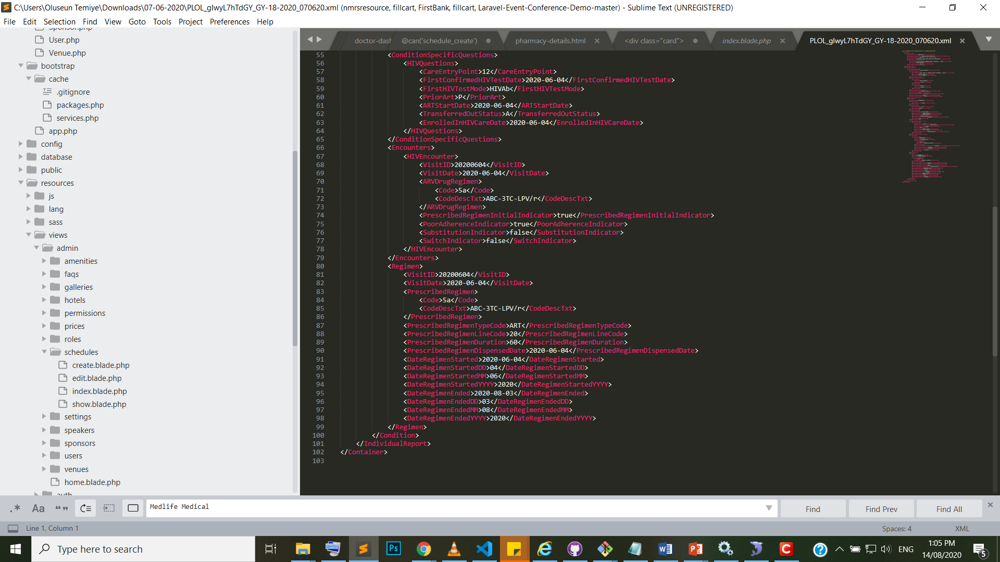 C:\Users\Oluseun Temiye\Downloads\07-06-2020\PLOL_gIwyL7hTdGY_GY-18-2020_070620.xml (nmrsresource, fillcart, FirstBank, fillcart, Laravel-Event-Conference-Demo-master) - Sublime Text (UNREGISTERED)
File Edit Selection Find View Goto Tools Project Preferences Help
doctor-dash @can('schedule_create') pharmacy-details.html <div class="card"> index.blade.php PLOL_gIwyL7hTdGY_GY-18-2020_070620.xml
Sponsor.php
User.php
Venue.php
bootstrap
cache
.gitignore
packages.php
services.php
app.php
config
database
public
resources
js
lang
sass
views
admin
amenities
faqs
galleries
hotels
permissions
prices
roles
schedules
create.blade.php
edit.blade.php
index.blade.php
show.blade.php
settings
speakers
sponsors
users
venues
home.blade.php
auth
55 <ConditionSpecificQuestions>
56 <HIVQuestions>
57 <CareEntryPoint>12</CareEntryPoint>
58 <FirstConfirmedHIVTestDate>2020-06-04</FirstConfirmedHIVTestDate>
59 <FirstHIVTestMode>HIVAb</FirstHIVTestMode>
60 <PriorArt>P</PriorArt>
61 <ARTStartDate>2020-06-04</ARTStartDate>
62 <TransferredOutStatus>A</TransferredOutStatus>
63 <EnrolledInHIVCareDate>2020-06-04</EnrolledInHIVCareDate>
64 </HIVQuestions>
65 </ConditionSpecificQuestions>
66 <Encounters>
67 <HIVEncounter>
68 <VisitID>20200604</VisitID>
69 <VisitDate>2020-06-04</VisitDate>
70 <ARVDrugRegimen>
71 <Code>5a</Code>
72 <CodeDescTxt>ABC-3TC-LPV/r</CodeDescTxt>
73 </ARVDrugRegimen>
74 <PrescribedRegimenInitialIndicator>true</PrescribedRegimenInitialIndicator>
75 <PoorAdherenceIndicator>true</PoorAdherenceIndicator>
76 <SubstitutionIndicator>false</SubstitutionIndicator>
77 <SwitchIndicator>false</SwitchIndicator>
78 </HIVEncounter>
79 </Encounters>
80 <Regimen>
81 <VisitID>20200604</VisitID>
82 <VisitDate>2020-06-04</VisitDate>
83 <PrescribedRegimen>
84 <Code>5a</Code>
85 <CodeDescTxt>ABC-3TC-LPV/r</CodeDescTxt>
86 </PrescribedRegimen>
87 <PrescribedRegimenTypeCode>ART</PrescribedRegimenTypeCode>
88 <PrescribedRegimenLineCode>20</PrescribedRegimenLineCode>
89 <PrescribedRegimenDuration>60</PrescribedRegimenDuration>
90 <PrescribedRegimenDispensedDate>2020-06-04</PrescribedRegimenDispensedDate>
91 <DateRegimenStarted>2020-06-04</DateRegimenStarted>
92 <DateRegimenStartedDD>04</DateRegimenStartedDD>
93 <DateRegimenStartedMM>06</DateRegimenStartedMM>
94 <DateRegimenStartedYYYY>2020</DateRegimenStartedYYYY>
95 <DateRegimenEnded>2020-08-03</DateRegimenEnded>
96 <DateRegimenEndedDD>03</DateRegimenEndedDD>
97 <DateRegimenEndedMM>08</DateRegimenEndedMM>
98 <DateRegimenEndedYYYY>2020</DateRegimenEndedYYYY>
99 </Regimen>
100 </Condition>
101 </IndividualReport>
102 </Container>
103
.* Aa Medlife Medical Find Find Prev Find All
Line 1, Column 1 Spaces: 4 XML
Type here to search Ps ENG 1:05 PM
14/08/2020 5